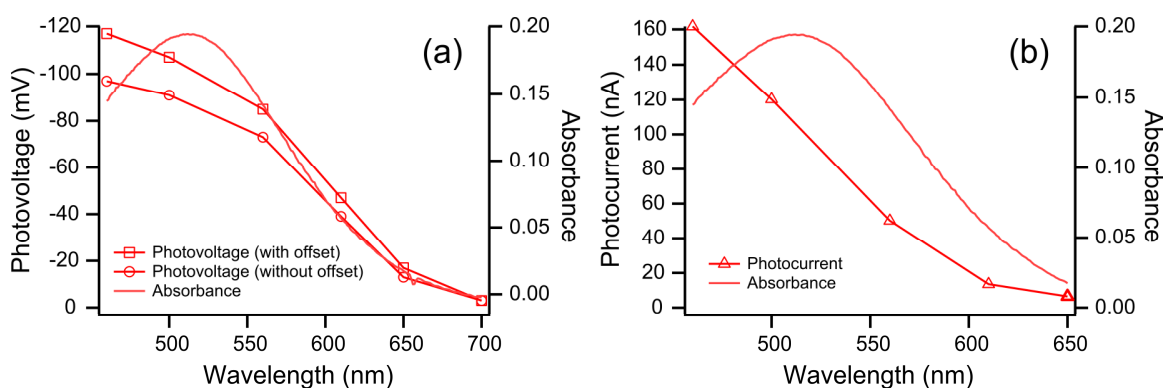 (a)
Photovoltage (mV)
-120
-100
-80
-60
-40
-20
0
Photovoltage (with offset)
Photovoltage (without offset)
Absorbance
500
550
600
650
700
Wavelength (nm)
0.20
0.15
0.10
0.05
0.00
Absorbance
(b)
Photocurrent (nA)
160
140
120
100
80
60
40
20
0
Photocurrent
Absorbance
500
550
600
650
Wavelength (nm)
0.20
0.15
0.10
0.05
0.00
Absorbance